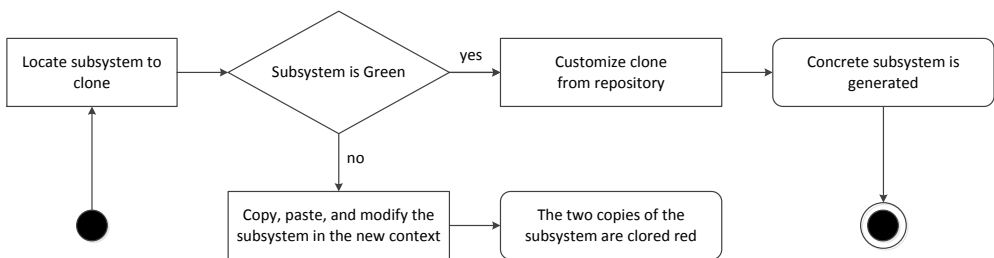 Locate subsystem to
clone
Subsystem is Green
yes
Customize clone
from repository
Concrete subsystem is
generated
no
Copy, paste, and modify the
subsystem in the new context
The two copies of the
subsystem are clored red